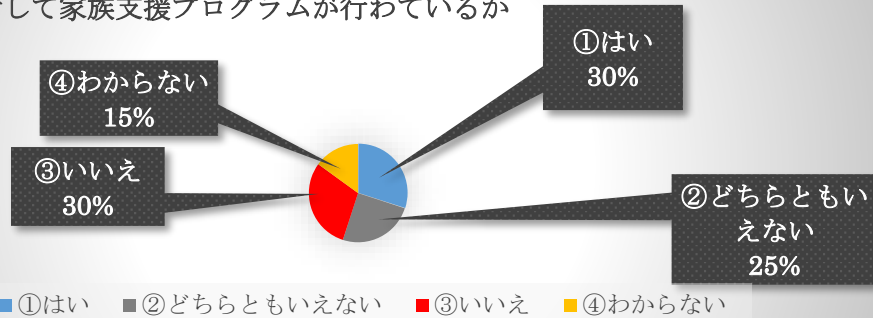 して家族支援プログラムが行わているか
①はい
30%
④わからない
15%
③いいえ
30%
②どちらともい
えない
25%
①はい ②どちらともいえない ③いいえ ④わからない